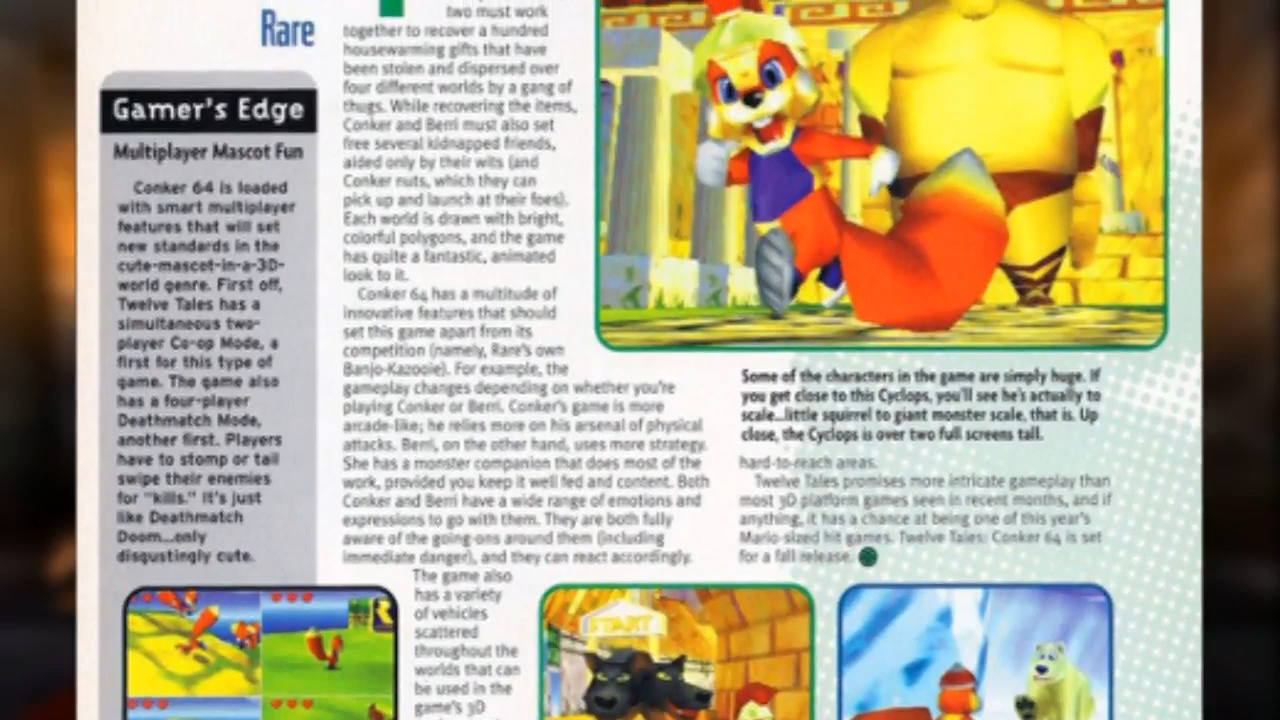 Rare
Gamer's Edge
Multiplayer Mascot Fun
Conker 64 is loaded
with smart multiplayer
features that will set
new standards in the
cute-mascot-in-a-3D-
world genre. First off,
Twelve Tales has a
simultaneous two-
player Co-op Mode, a
first for this type of
game. The game also
has a four-player
Deathmatch Mode,
another first. Players
have to stomp or tail
swipe their enemies
for "kills." It's just
like Deathmatch
Doom...only
disgustingly cute.
two must work
together to recover a hundred
housewarming gifts that have
been stolen and dispersed over
four different worlds by a gang of
thugs. While recovering the items,
Conker and Berri must also set
free several kidnapped friends,
aided only by their wits (and
Conker nuts, which they can
pick up and launch at their foes).
Each world is drawn with bright,
colorful polygons, and the game
has quite a fantastic, animated
look to it.
Conker 64 has a multitude of
innovative features that should
set this game apart from its
competition (namely, Rare's own
Banjo-Kazooie). For example, the
gameplay changes depending on whether you're
playing Conker or Berri. Conker's game is more
arcade-like; he relies more on his arsenal of physical
attacks. Berri, on the other hand, uses more strategy.
She has a monster companion that does most of the
work, provided you keep it well fed and content. Both
Conker and Berri have a wide range of emotions and
expressions to go with them. They are both fully
aware of the going-ons around them (including
immediate danger), and they can react accordingly.
The game also
has a variety
of vehicles
scattered
throughout the
worlds that can
be used in the
game's 3D
Some of the characters in the game are simply huge. If
you get close to this Cyclops, you'll see he's actually to
scale...little squirrel to giant monster scale, that is. Up
close, the Cyclops is over two full screens tall.
hard-to-reach areas.
Twelve Tales promises more intricate gameplay than
most 3D platform games seen in recent months, and if
anything, it has a chance at being one of this year's
Mario-sized hit games. Twelve Tales: Conker 64 is set
for a fall release.
START